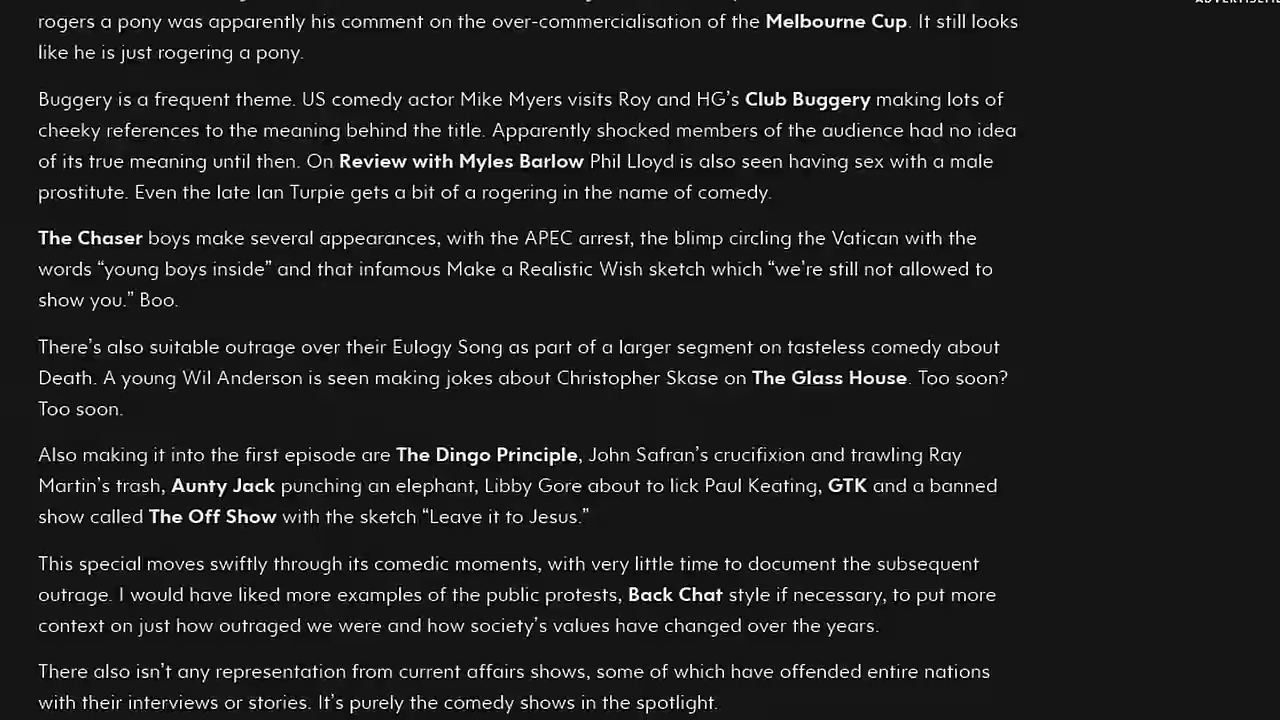 rogers a pony was apparently his comment on the over-commercialisation of the Melbourne Cup. It still looks
like he is just rogering a pony.
Buggery is a frequent theme. US comedy actor Mike Myers visits Roy and HG’s Club Buggery making lots of
cheeky references to the meaning behind the title. Apparently shocked members of the audience had no idea
of its true meaning until then. On Review with Myles Barlow Phil Lloyd is also seen having sex with a male
prostitute. Even the late Ian Turpie gets a bit of a rogering in the name of comedy.
The Chaser boys make several appearances, with the APEC arrest, the blimp circling the Vatican with the
words “young boys inside” and that infamous Make a Realistic Wish sketch which “we’re still not allowed to
show you.” Boo.
There’s also suitable outrage over their Eulogy Song as part of a larger segment on tasteless comedy about
Death. A young Wil Anderson is seen making jokes about Christopher Skase on The Glass House. Too soon?
Too soon.
Also making it into the first episode are The Dingo Principle, John Safran’s crucifixion and trawling Ray
Martin’s trash, Aunty Jack punching an elephant, Libby Gore about to lick Paul Keating, GTK and a banned
show called The Off Show with the sketch “Leave it to Jesus.”
This special moves swiftly through its comedic moments, with very little time to document the subsequent
outrage. I would have liked more examples of the public protests, Back Chat style if necessary, to put more
context on just how outraged we were and how society’s values have changed over the years.
There also isn’t any representation from current affairs shows, some of which have offended entire nations
with their interviews or stories. It’s purely the comedy shows in the spotlight.